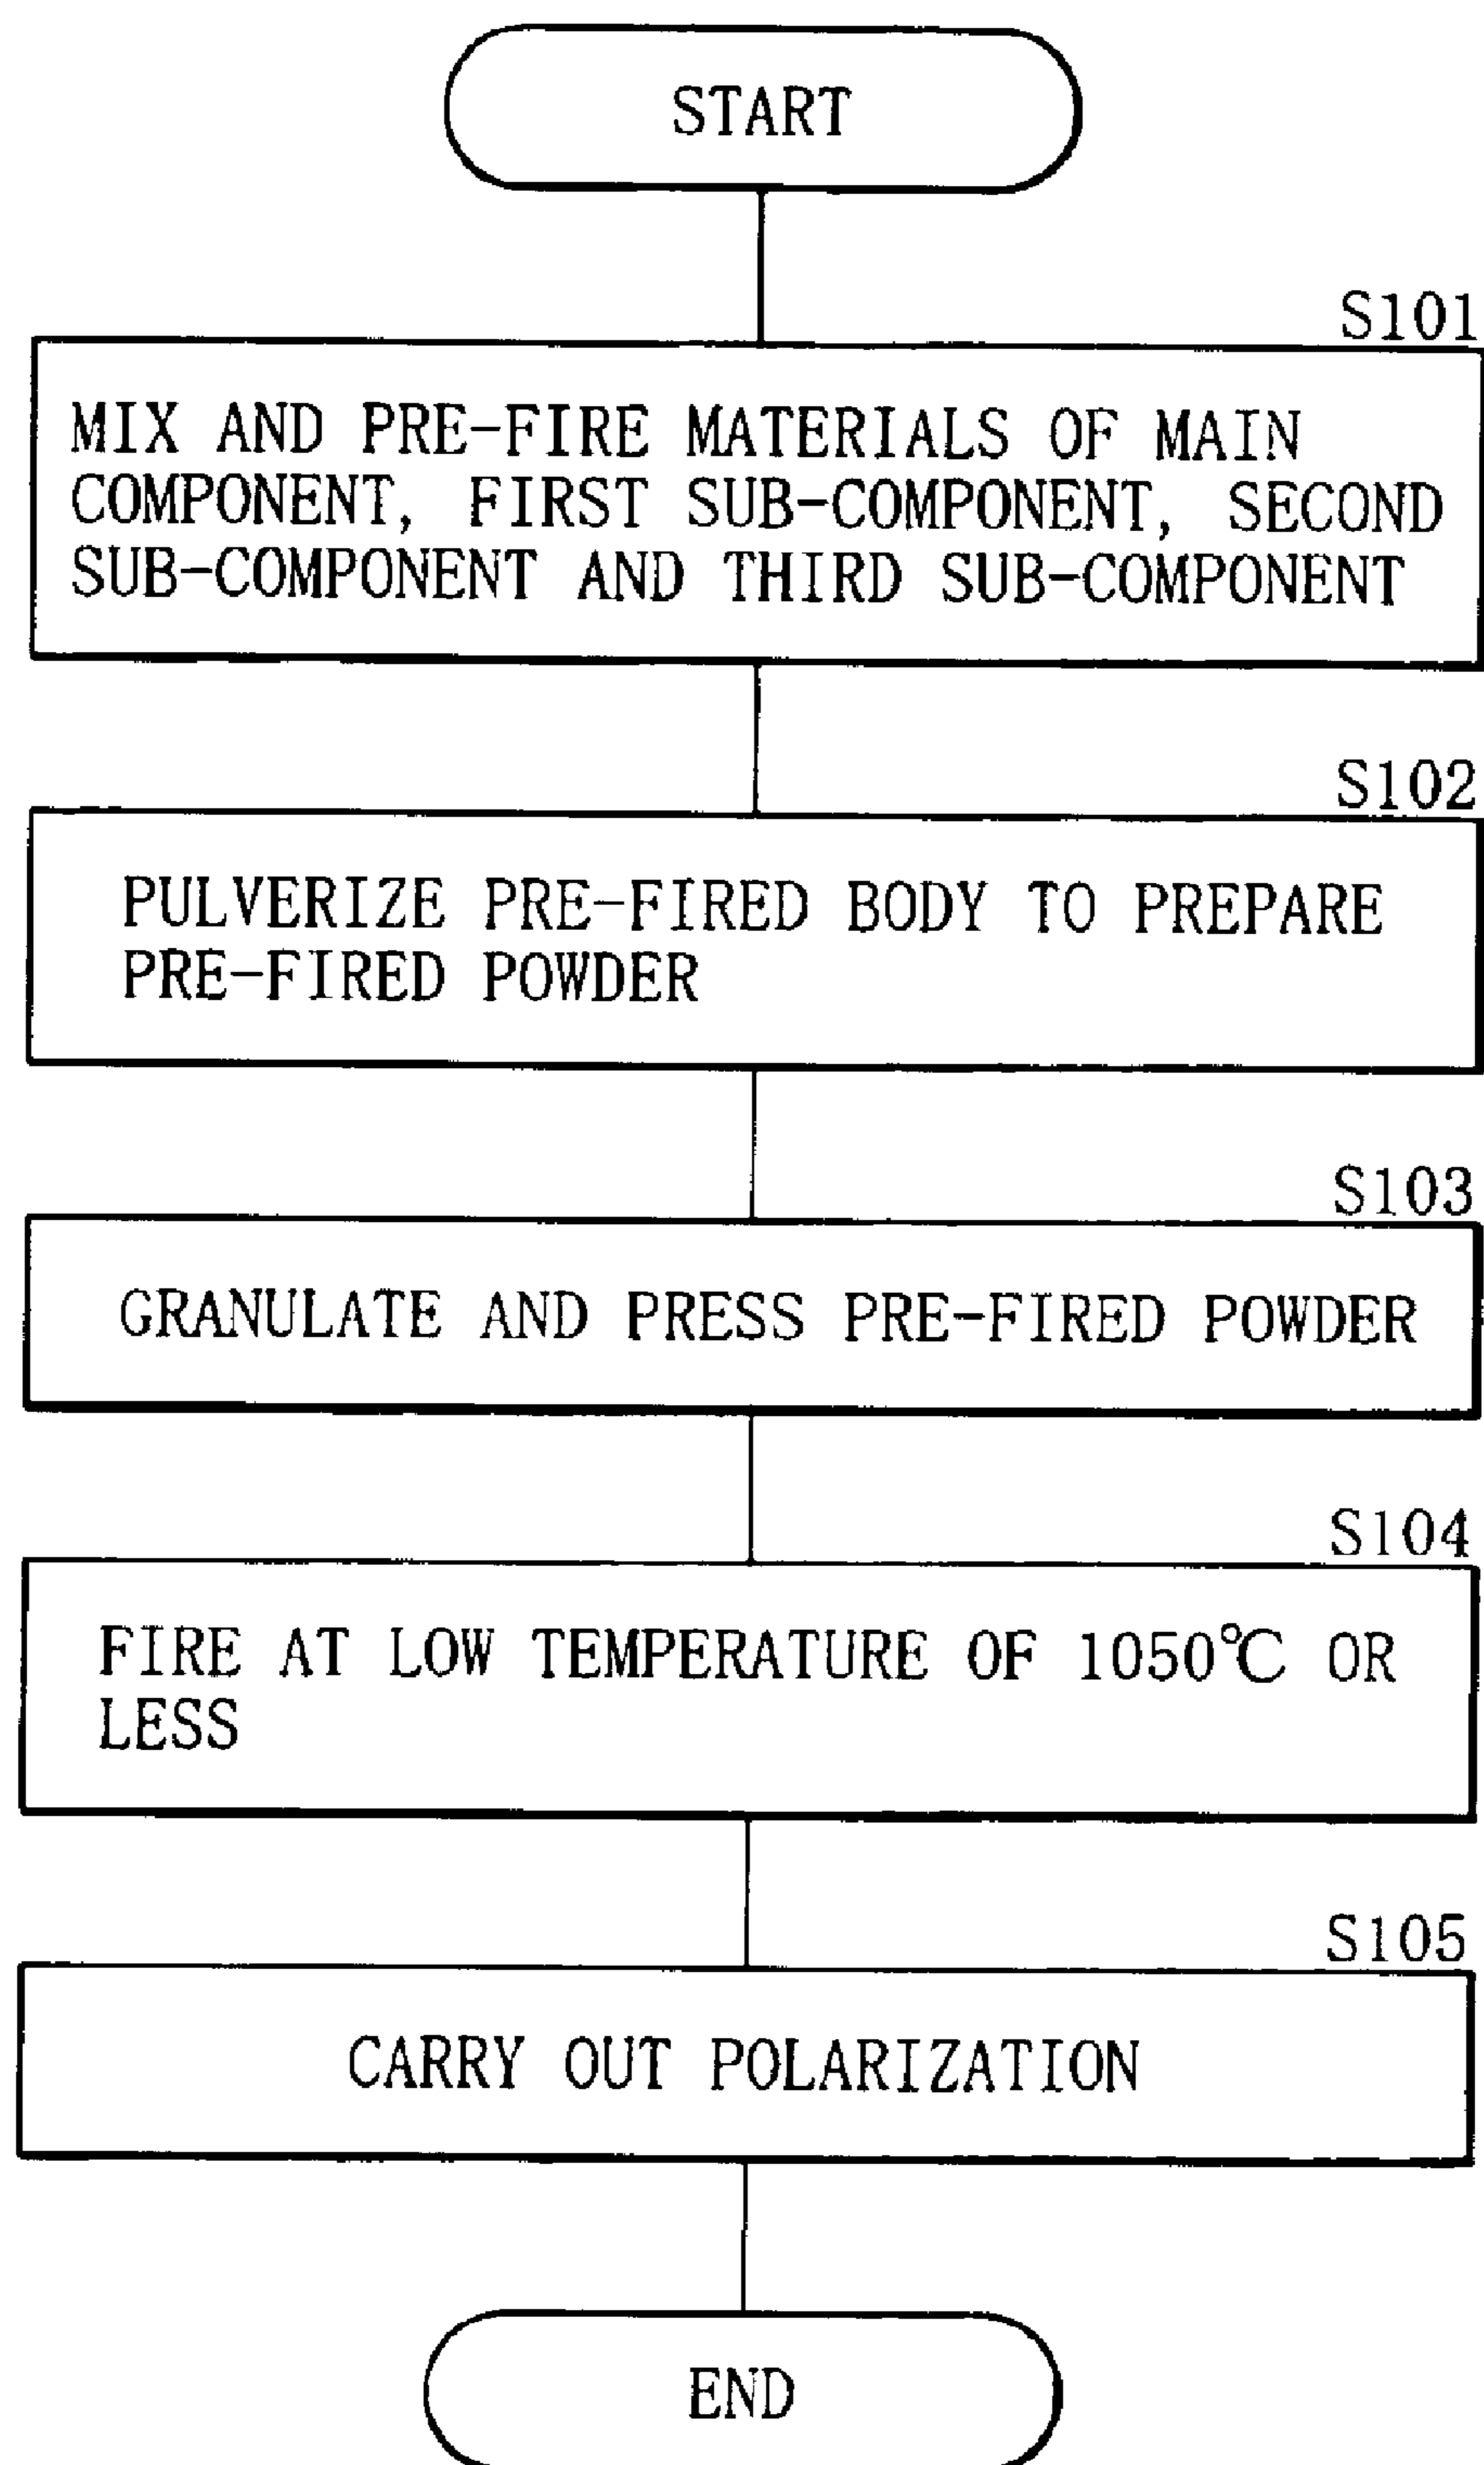 START
S101
MIX AND PRE-FIRE MATERIALS OF MAIN
COMPONENT, FIRST SUB-COMPONENT, SECOND
SUB-COMPONENT AND THIRD SUB-COMPONENT
S102
PULVERIZE PRE-FIRED BODY TO PREPARE
PRE-FIRED POWDER
S103
GRANULATE AND PRESS PRE-FIRED POWDER
S104
FIRE AT LOW TEMPERATURE OF 1050℃ OR
LESS
S105
CARRY OUT POLARIZATION
END